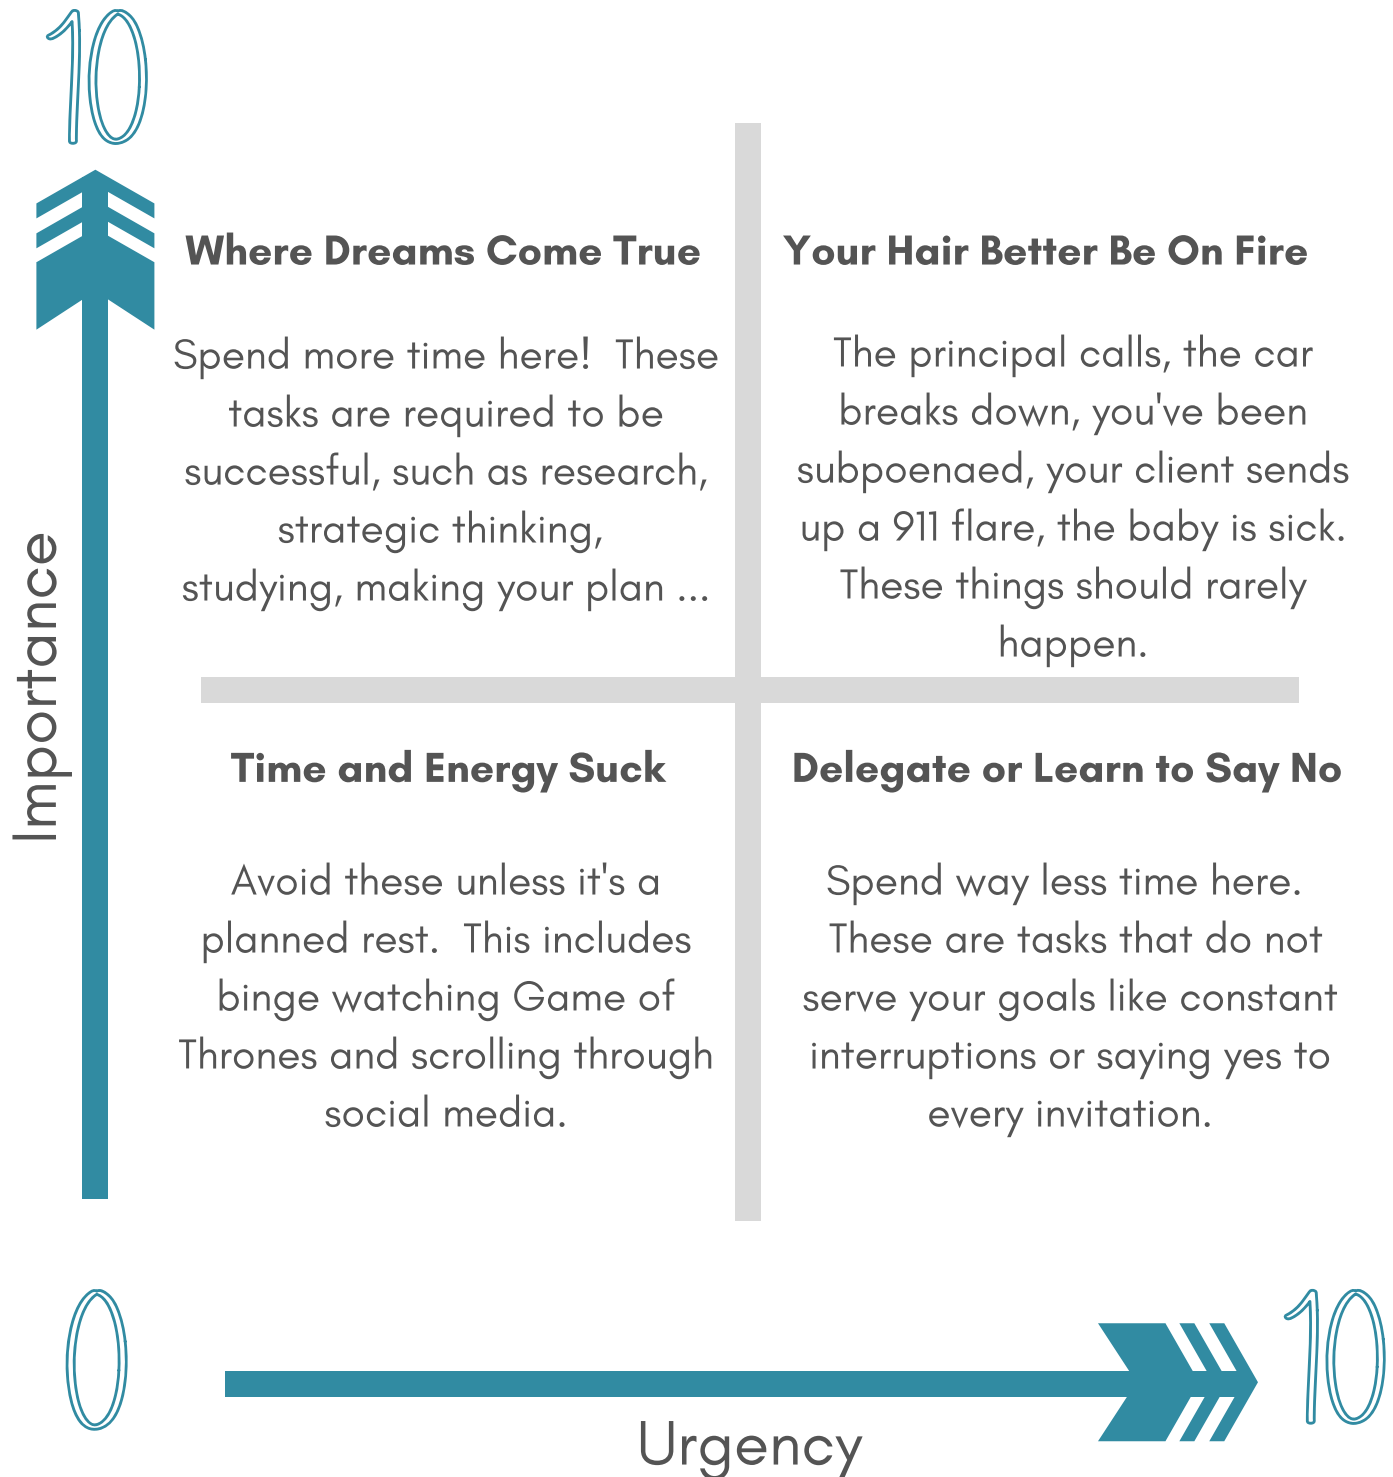 10
Where Dreams Come True
Spend more time here!  These
tasks are required to be
successful, such as research,
strategic thinking,
studying, making your plan ...
Your Hair Better Be On Fire
The principal calls, the car
breaks down, you've been
subpoenaed, your client sends
up a 911 flare, the baby is sick.
These things should rarely
happen.
Importance
Time and Energy Suck
Avoid these unless it's a
planned rest.  This includes
binge watching Game of
Thrones and scrolling through
social media.
Delegate or Learn to Say No
Spend way less time here.
These are tasks that do not
serve your goals like constant
interruptions or saying yes to
every invitation.
0
10
Urgency